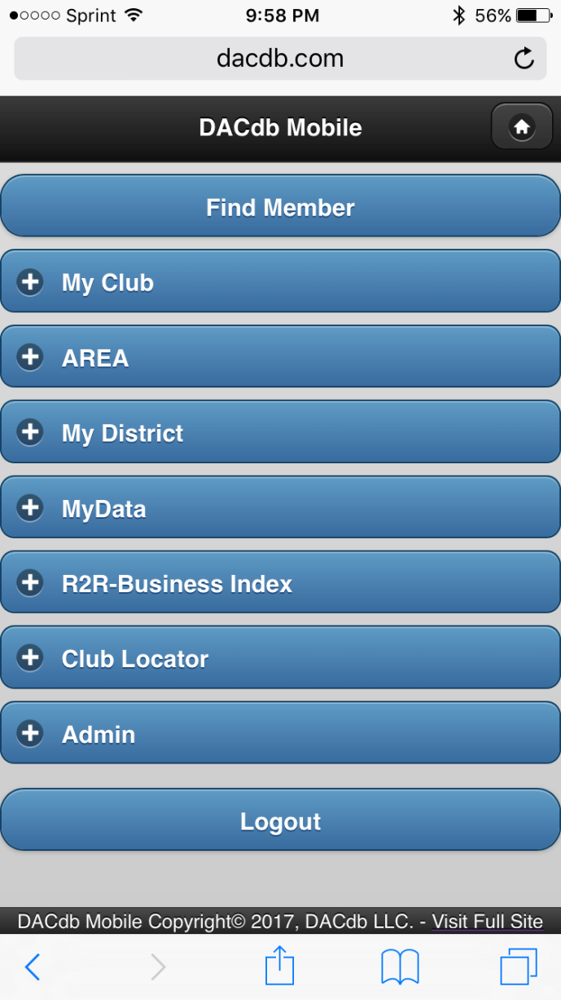 Sprint 9:58 PM 56%
dacdb.com
DACdb Mobile
Find Member
My Club
AREA
My District
MyData
R2R-Business Index
Club Locator
Admin
Logout
DACdb Mobile Copyright© 2017, DACdb LLC. - Visit Full Site